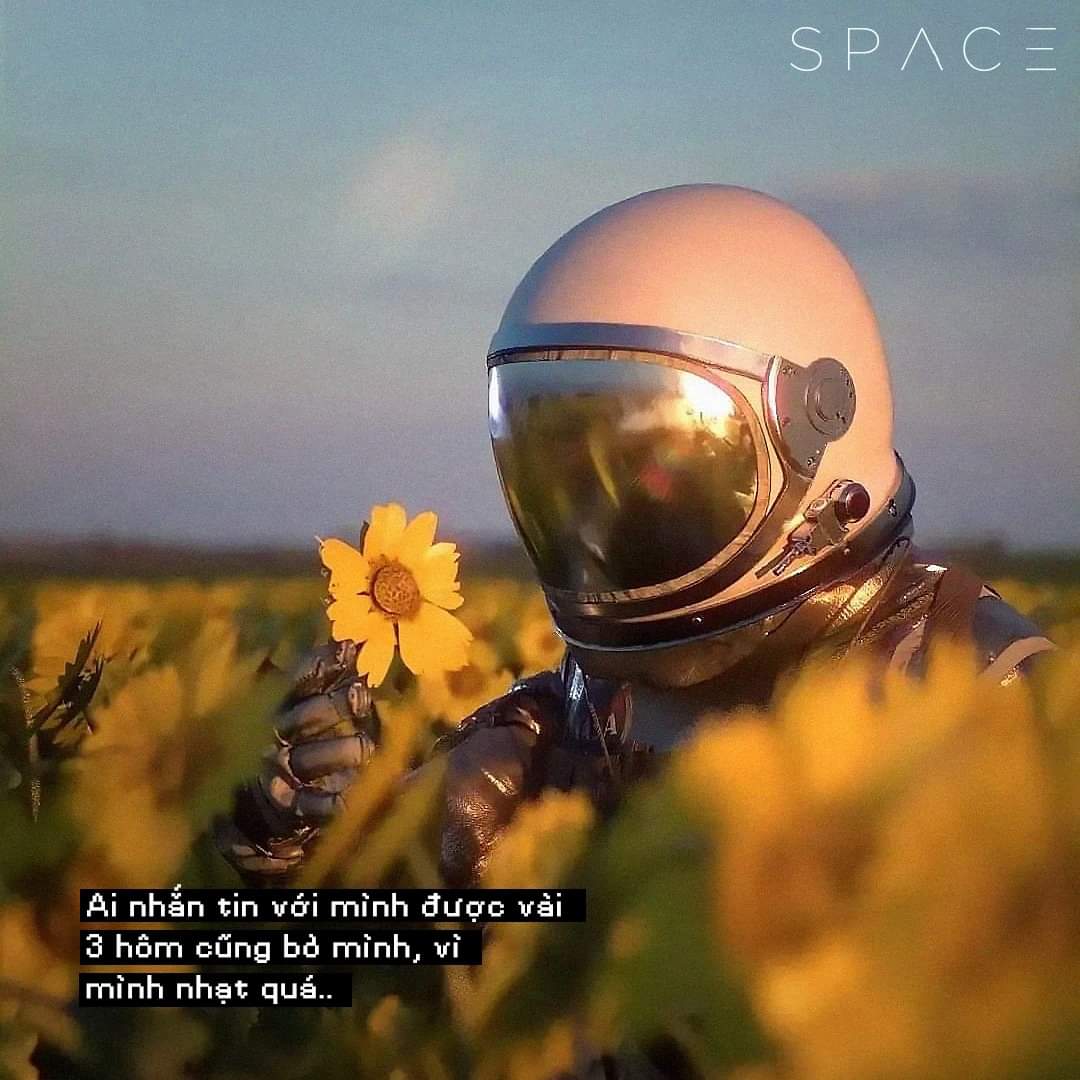 SPACE
Ai nhắn tin với mình được vài
3 hôm cũng bỏ mình, vì
mình nhạt quá..